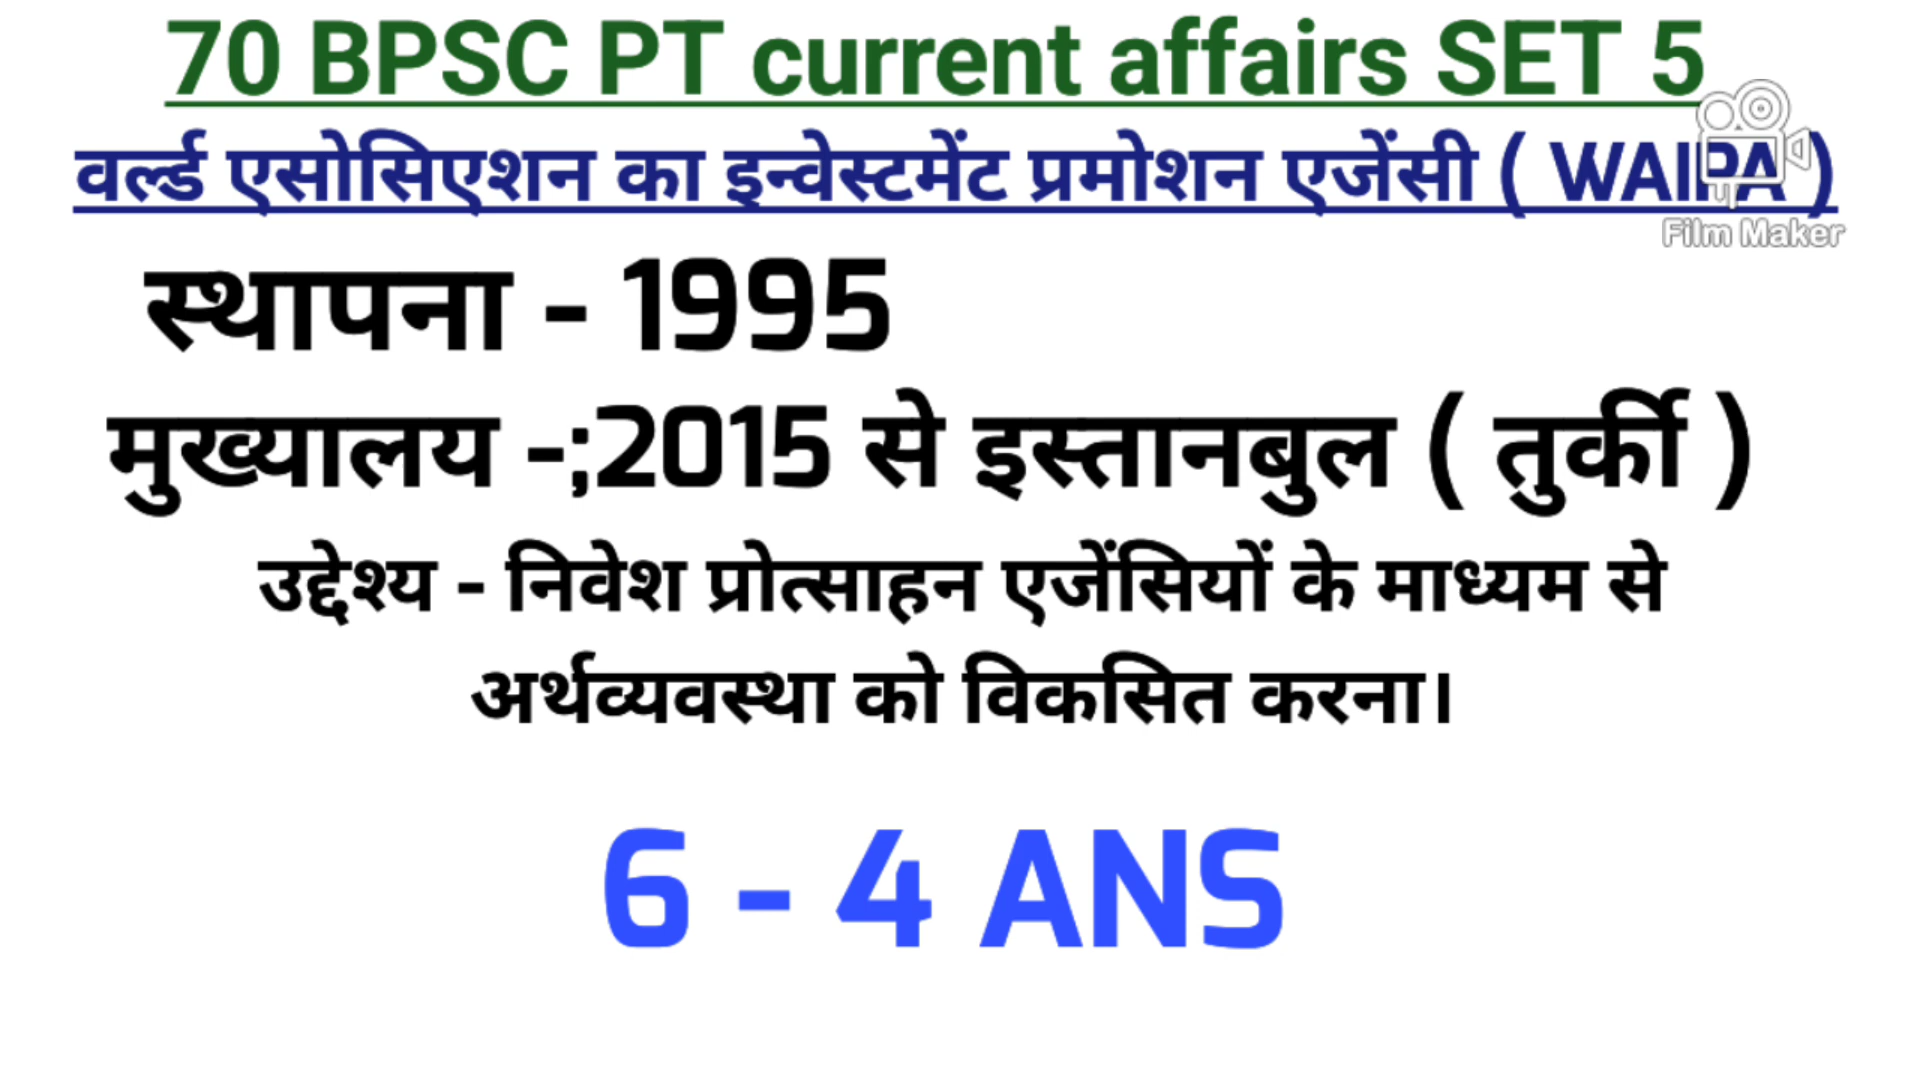 70 BPSC PT current affairs SET 5
वर्ल्ड एसोसिएशन का इन्वेस्टमेंट प्रमोशन एजेंसी ( WAIPA )
Film Maker
स्थापना - 1995
मुख्यालय -;2015 से इस्तानबुल ( तुर्की )
उद्देश्य - निवेश प्रोत्साहन एजेंसियों के माध्यम से
अर्थव्यवस्था को विकसित करना।
6 - 4 ANS